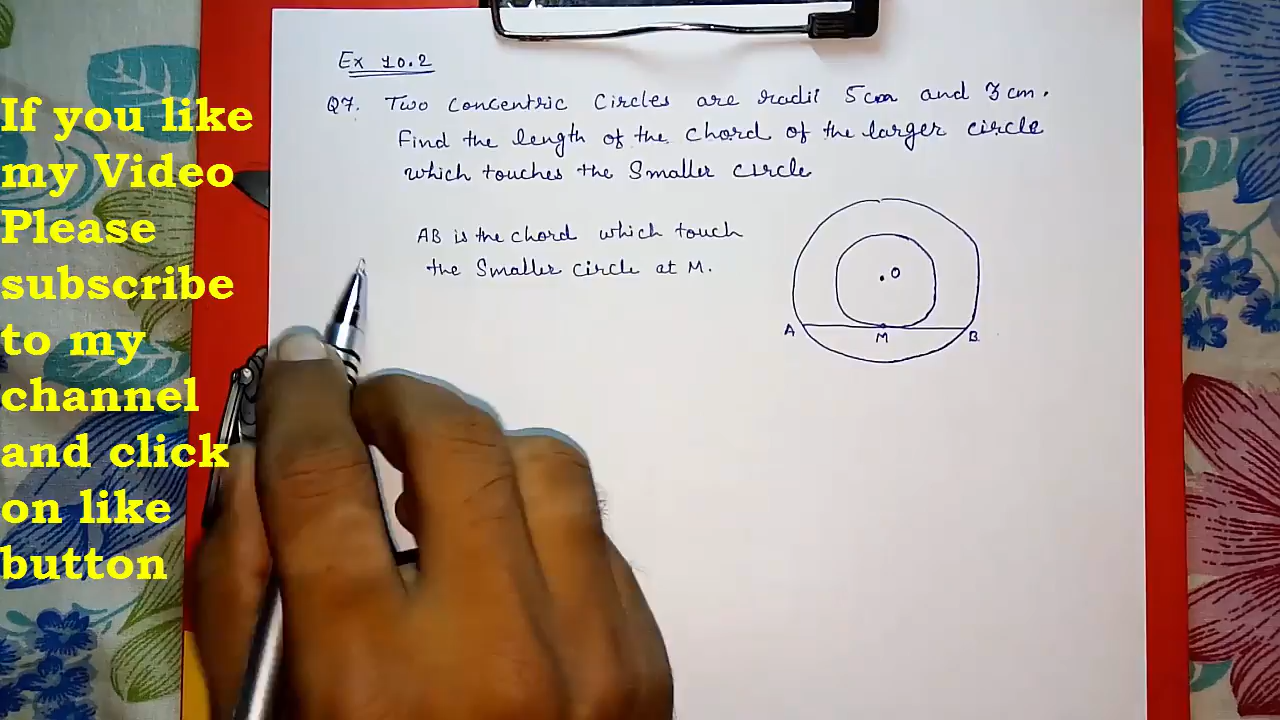 If you like
my Video
Please
subscribe
to my
channel
and click
on like
button
Ex 10.2
Q7. Two Concentric Circles are radii 5cm and 3cm.
Find the length of the chord of the larger circle
which touches the Smaller circle
AB is the chord which touch
the Smaller circle at M.
O
A
M
B